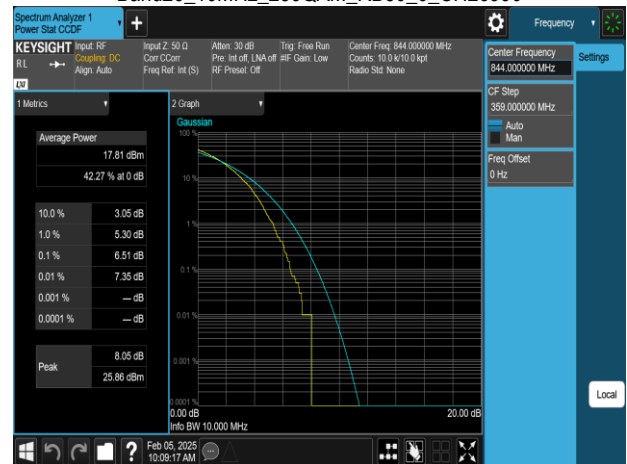 Spectrum Analyzer 1
Power Stat CCDF
Frequency
KEYSIGHT
RL
LXI
Input: RF
Coupling: DC
Align: Auto
Input Z: 50 Ω
Corr CCorr
Freq Ref: Int (S)
Atten: 30 dB
Pre: Int off, LNA off
RF Preset: Off
Trig: Free Run
#IF Gain: Low
Center Freq: 844.000000 MHz
Counts: 10.0 k/10.0 kpt
Radio Std: None
Center Frequency
844.000000 MHz
Settings
CF Step
359.000000 MHz
Auto
Man
Freq Offset
0 Hz
1 Metrics
Average Power
17.81 dBm
42.27 % at 0 dB
10.0 % 3.05 dB
1.0 % 5.30 dB
0.1 % 6.51 dB
0.01 % 7.35 dB
0.001 % --- dB
0.0001 % --- dB
Peak
8.05 dB
25.86 dBm
2 Graph
Gaussian
100 %
10 %
1 %
0.1 %
0.01 %
0.001 %
0.0001 %
0.00 dB
20.00 dB
Info BW 10.000 MHz
Local
?
Feb 05, 2025
10:09:17 AM